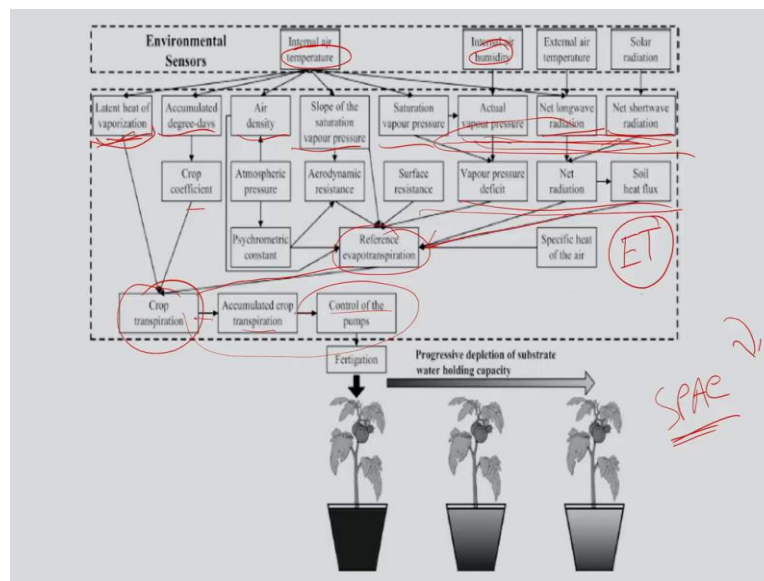 Environmental
Sensors
Internal air
temperature
Internal air
humidity
External air
temperature
Solar
radiation
Latent heat of
vaporization
Accumulated
degree-days
Air
density
Slope of the
saturation
vapour pressure
Saturation
vapour pressure
Actual
vapour pressure
Net longwave
radiation
Net shortwave
radiation
Crop
coefficient
Atmospheric
pressure
Aerodynamic
resistance
Surface
resistance
Vapour pressure
deficit
Net
radiation
Soil
heat flux
Psychrometric
constant
Reference
evapotranspiration
Specific heat
of the air
ET
Crop
transpiration
Accumulated crop
transpiration
Control of the
pumps
Fertigation
Progressive depletion of substrate
water holding capacity
SPAC